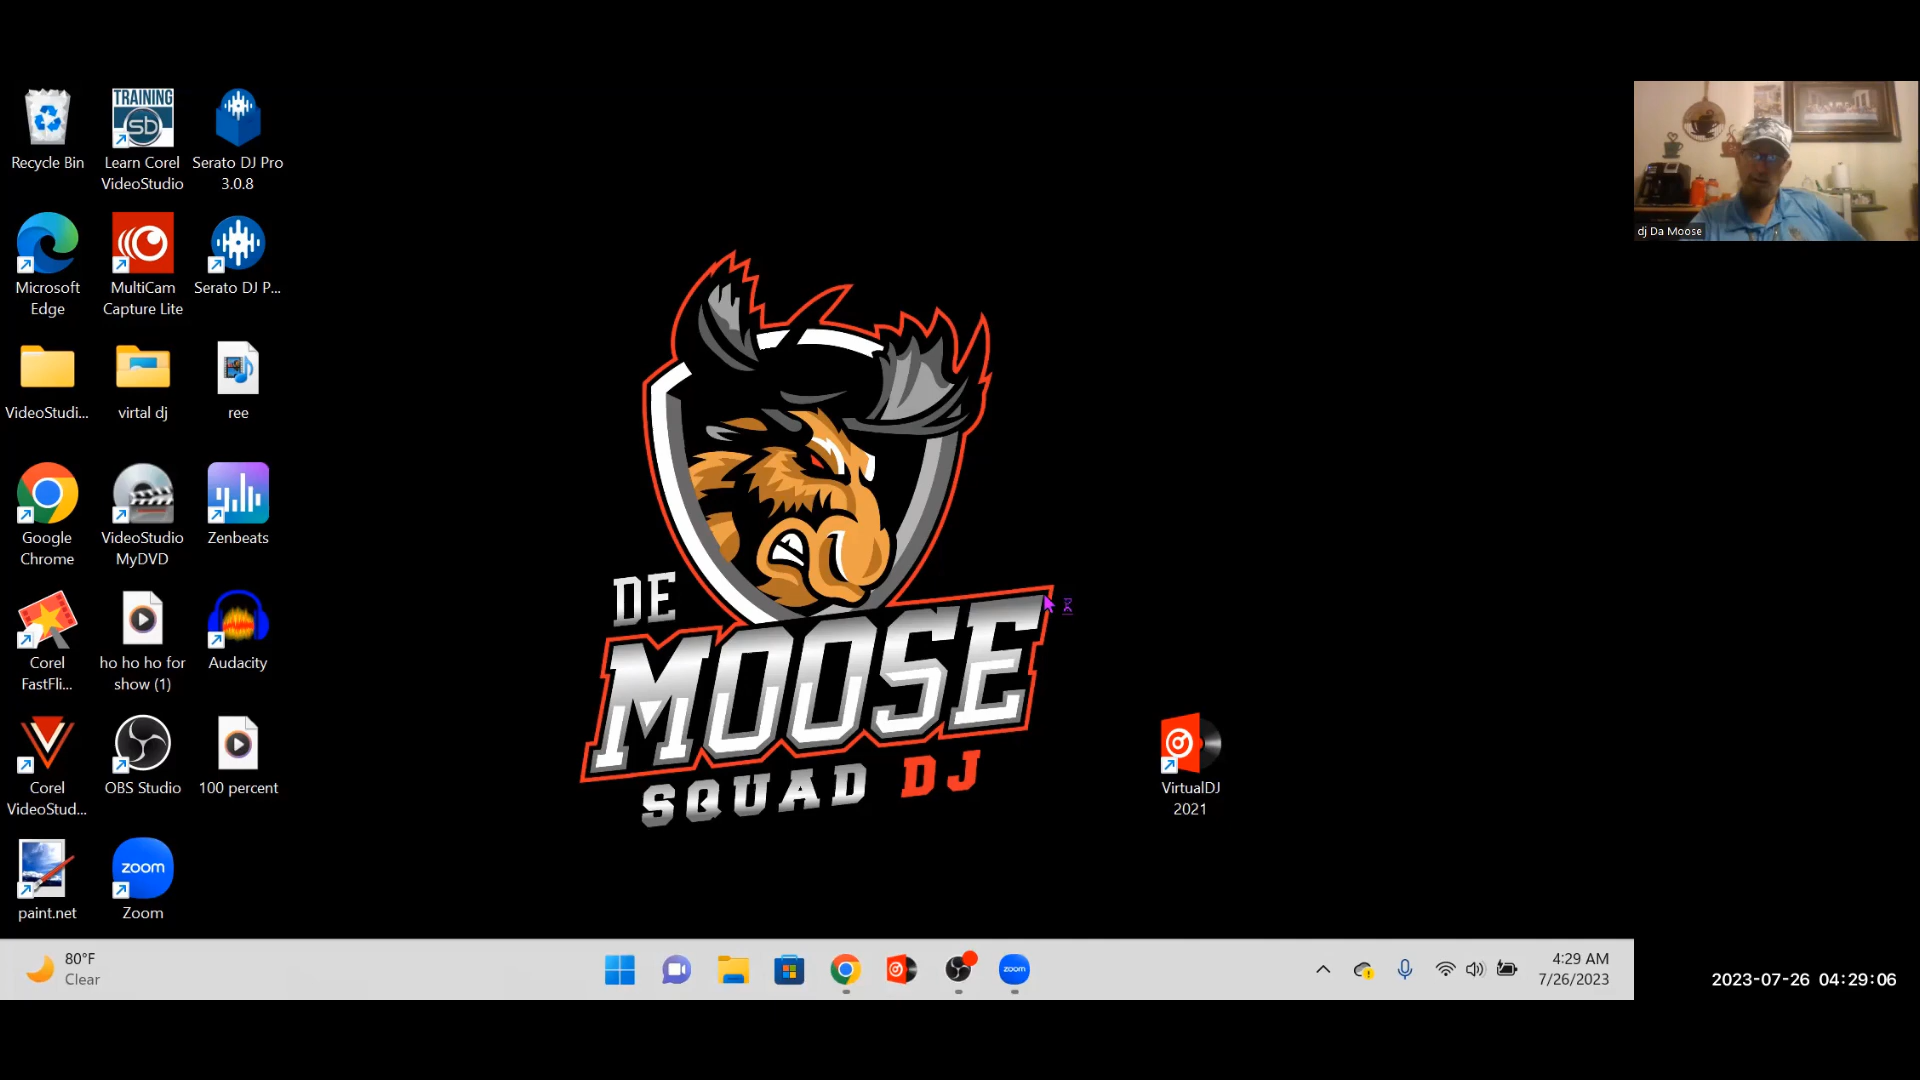 TRAINING
sb
Recycle Bin
Learn Corel
VideoStudio
Serato DJ Pro
3.0.8
Microsoft
Edge
MultiCam
Capture Lite
Serato DJ P...
VideoStudi...
virtal dj
ree
Google
Chrome
VideoStudio
MyDVD
Zenbeats
Corel
FastFli...
ho ho ho for
show (1)
Audacity
Corel
VideoStud...
OBS Studio
100 percent
paint.net
zoom
Zoom
DE
MOOSE
SQUAD DJ
VirtualDJ
2021
dj Da Moose
80°F
Clear
zoom
4:29 AM
7/26/2023
2023-07-26 04:29:06